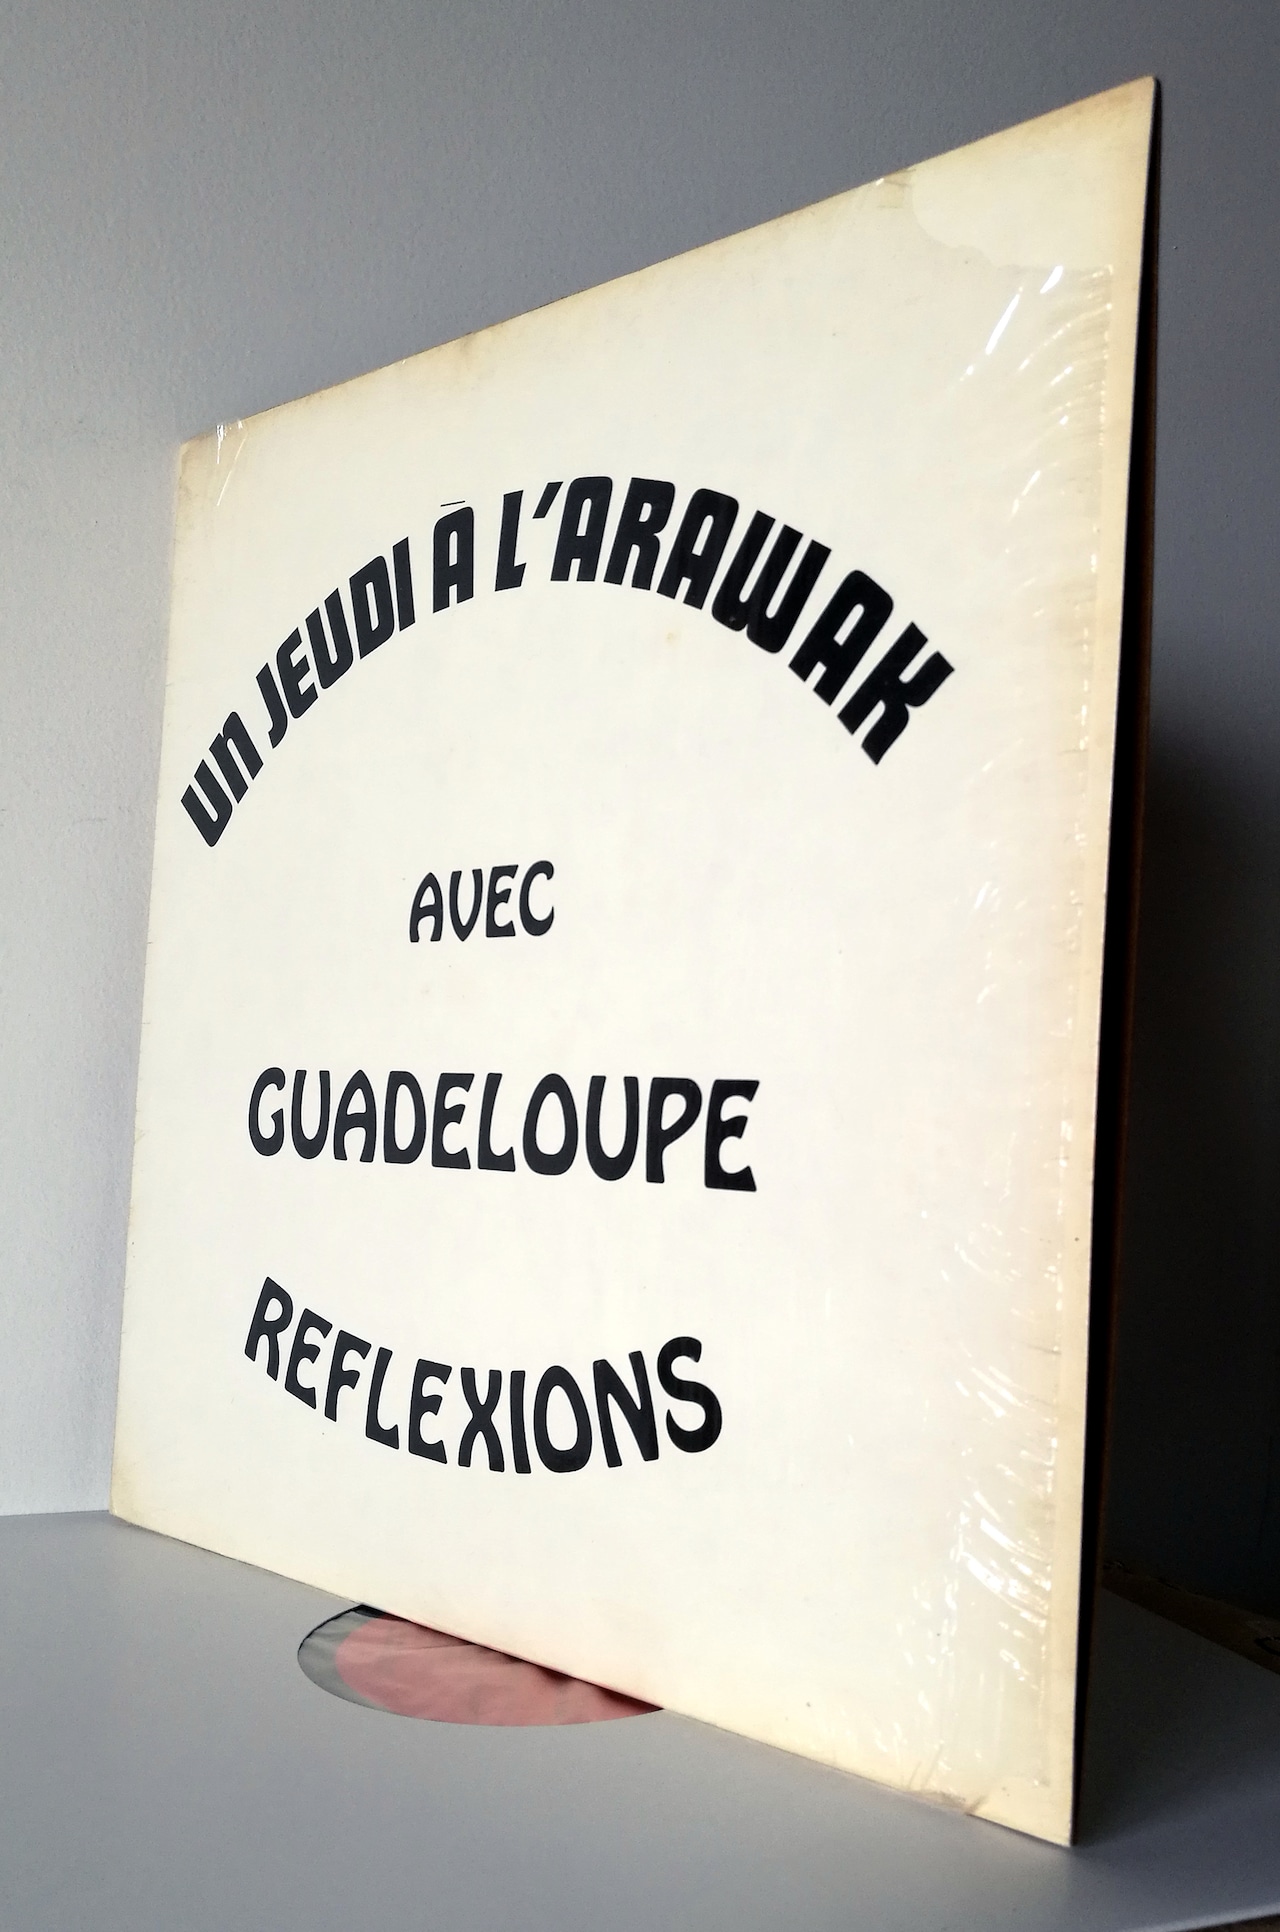 UN JEUDI À L'ARAWAK
AVEC
GUADELOUPE
REFLEXIONS